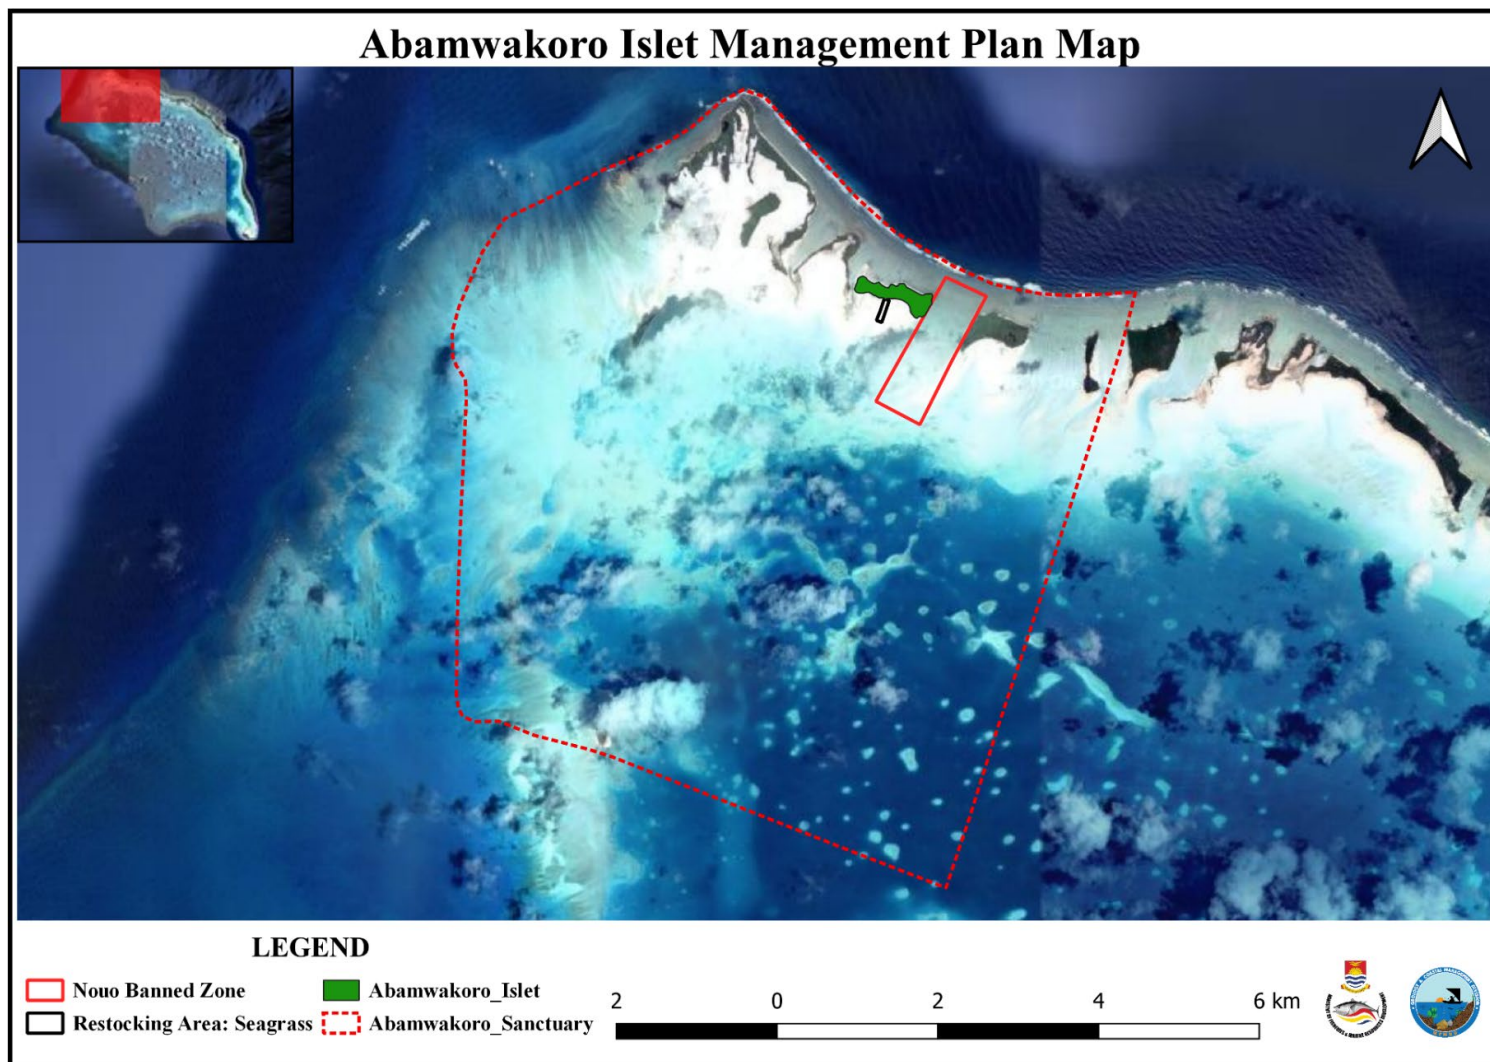 Abamwakoro Islet Management Plan Map
LEGEND
Nouo Banned Zone
Abamwakoro_Islet
Restocking Area: Seagrass
Abamwakoro_Sanctuary
2 0 2 4 6 km